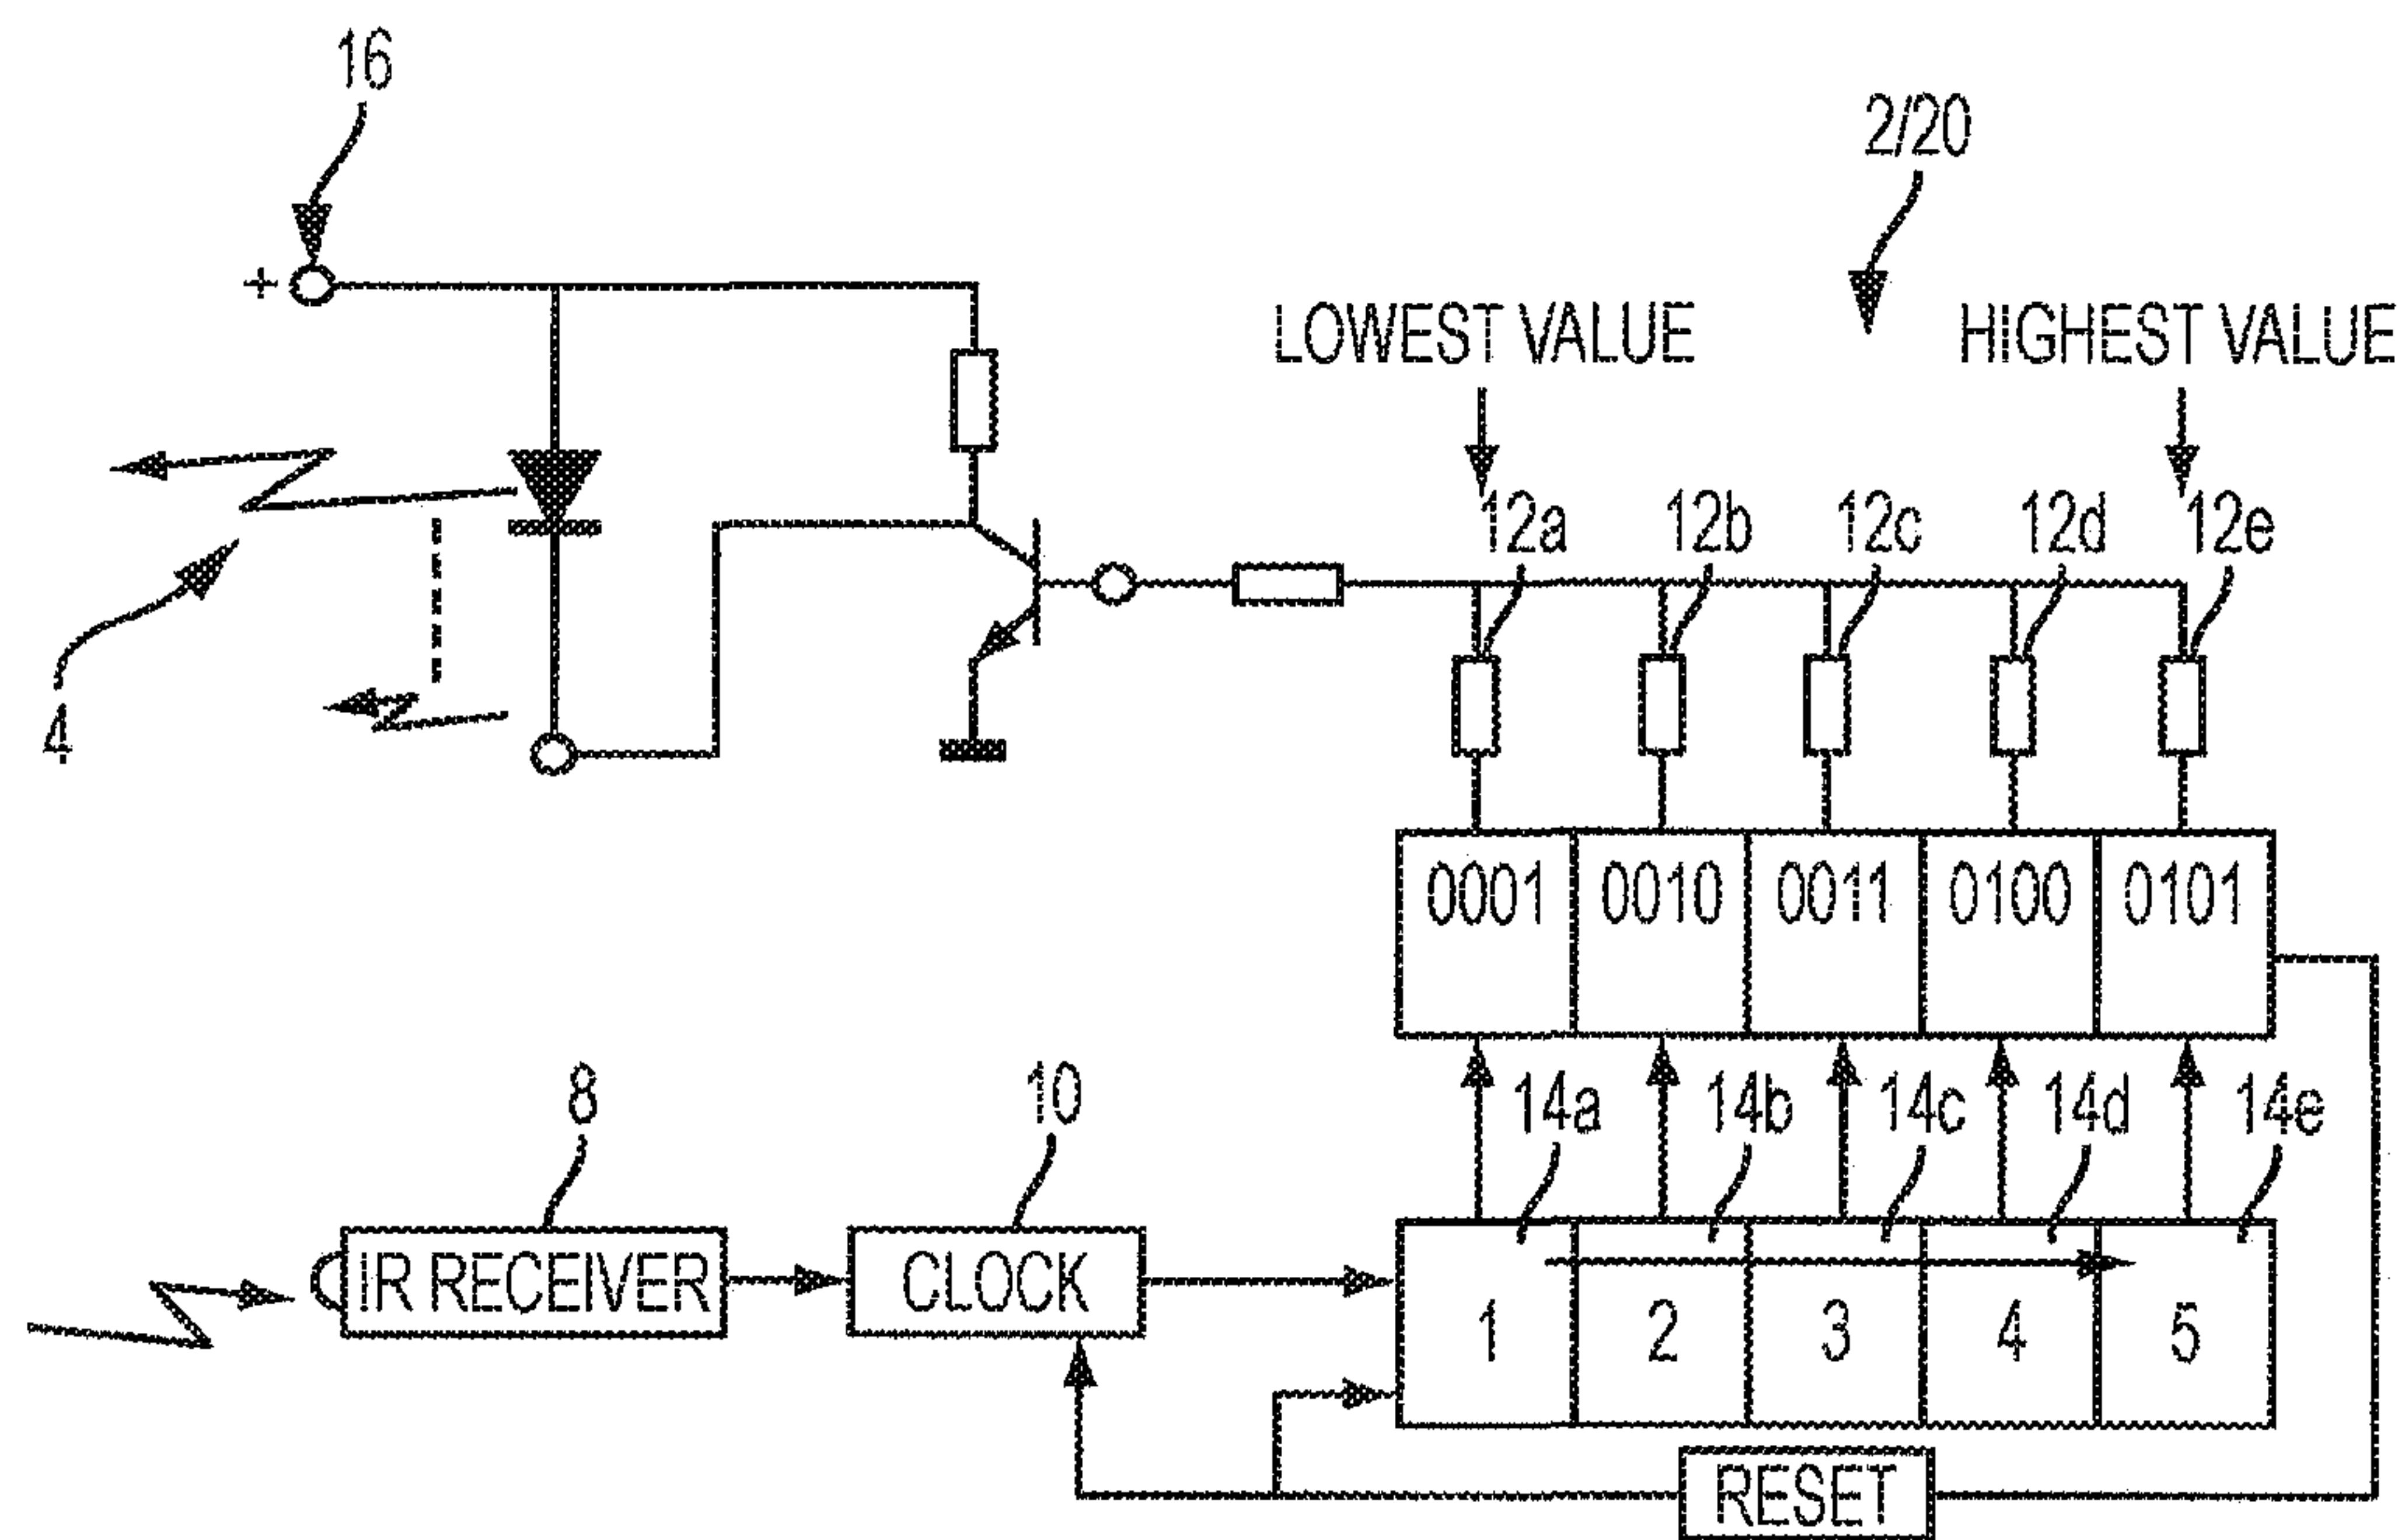 16
2/20
+
LOWEST VALUE
HIGHEST VALUE
12a 12b 12c 12d 12e
4
0001 0010 0011 0100 0101
8
10
14a 14b 14c 14d 14e
IR RECEIVER
CLOCK
1 2 3 4 5
RESET